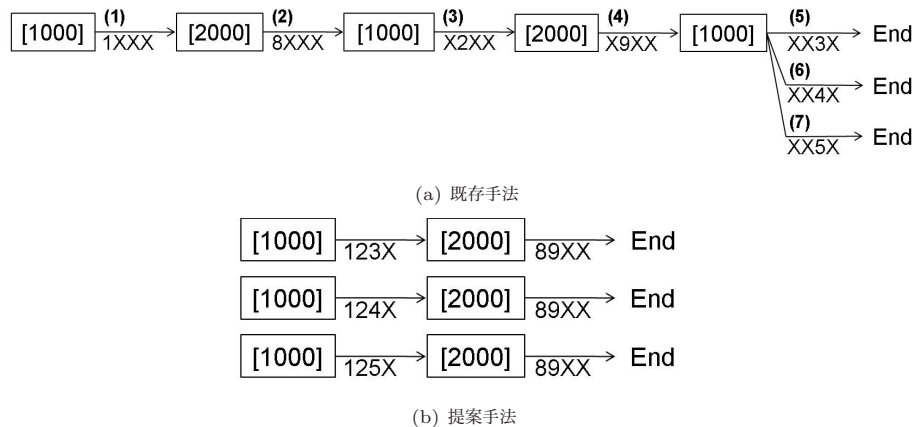 (1) (2) (3) (4) (5)
[1000] 1XXX [2000] 8XXX [1000] X2XX [2000] X9XX [1000] XX3X End
(6)
XX4X End
(7)
XX5X End
(a) 既存手法
[1000] 123X [2000] 89XX End
[1000] 124X [2000] 89XX End
[1000] 125X [2000] 89XX End
(b) 提案手法